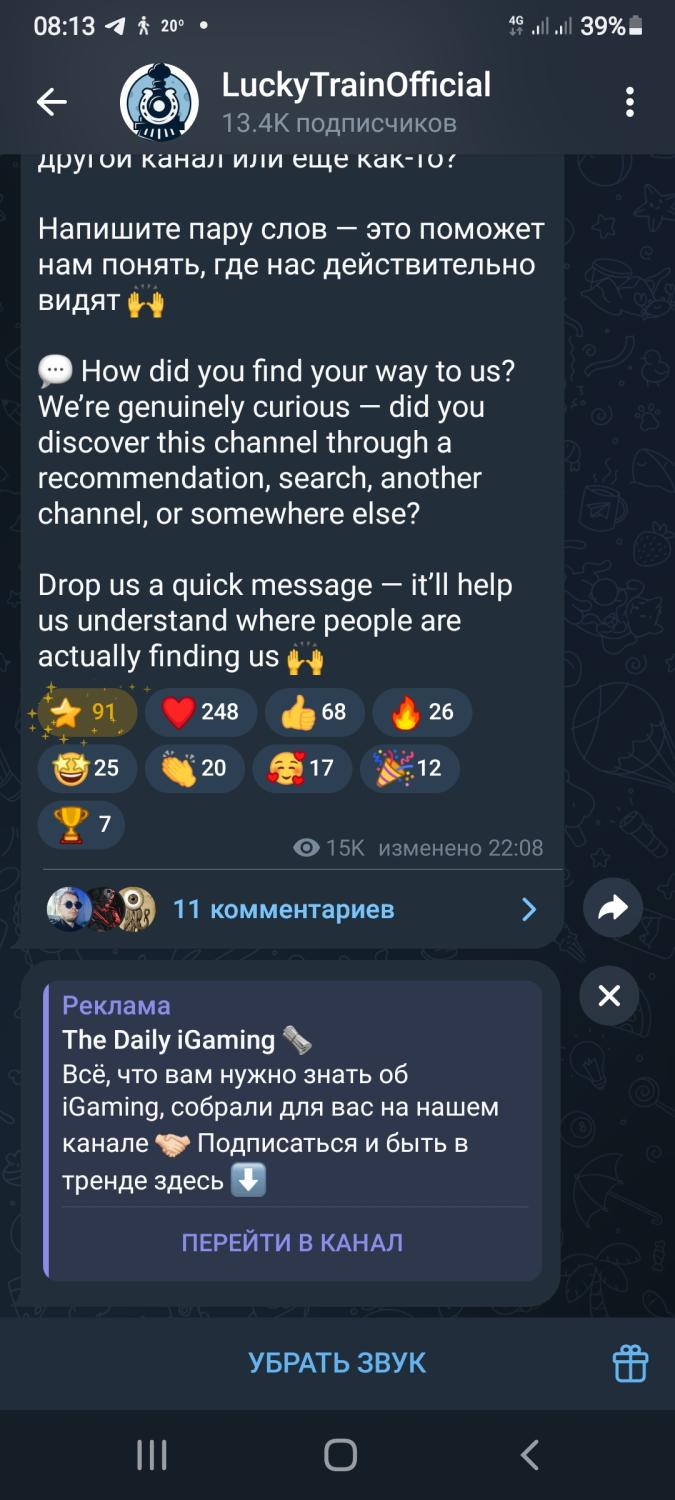 08:13 20° 4G 39%
LuckyTrainOfficial
13.4K подписчиков
другой канал или ещё как-то?
Напишите пару слов — это поможет
нам понять, где нас действительно
видят 🙌
💬 How did you find your way to us?
We’re genuinely curious — did you
discover this channel through a
recommendation, search, another
channel, or somewhere else?
Drop us a quick message — it’ll help
us understand where people are
actually finding us 🙌
⭐ 91 ❤️ 248 👍 68 🔥 26
🤩 25 👏 20 🥰 17 🎉 12
🏆 7
15K изменено 22:08
11 комментариев
Реклама
The Daily iGaming 🗞
Всё, что вам нужно знать об
iGaming, собрали для вас на нашем
канале 🤝 Подписаться и быть в
тренде здесь ⬇️
ПЕРЕЙТИ В КАНАЛ
УБРАТЬ ЗВУК